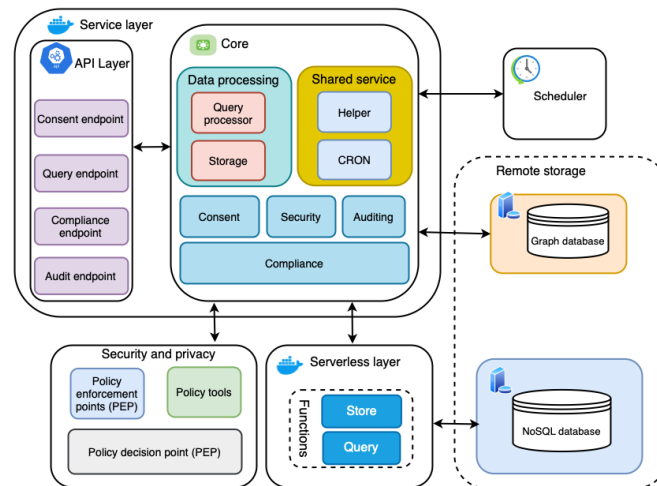 Service layer
API Layer
Consent endpoint
Query endpoint
Compliance
endpoint
Audit endpoint
Core
Data processing
Query
processor
Storage
Shared service
Helper
CRON
Consent
Security
Auditing
Compliance
Scheduler
Remote storage
Graph database
NoSQL database
Security and privacy
Policy
enforcement
points (PEP)
Policy tools
Policy decision point (PEP)
Serverless layer
Functions
Store
Query